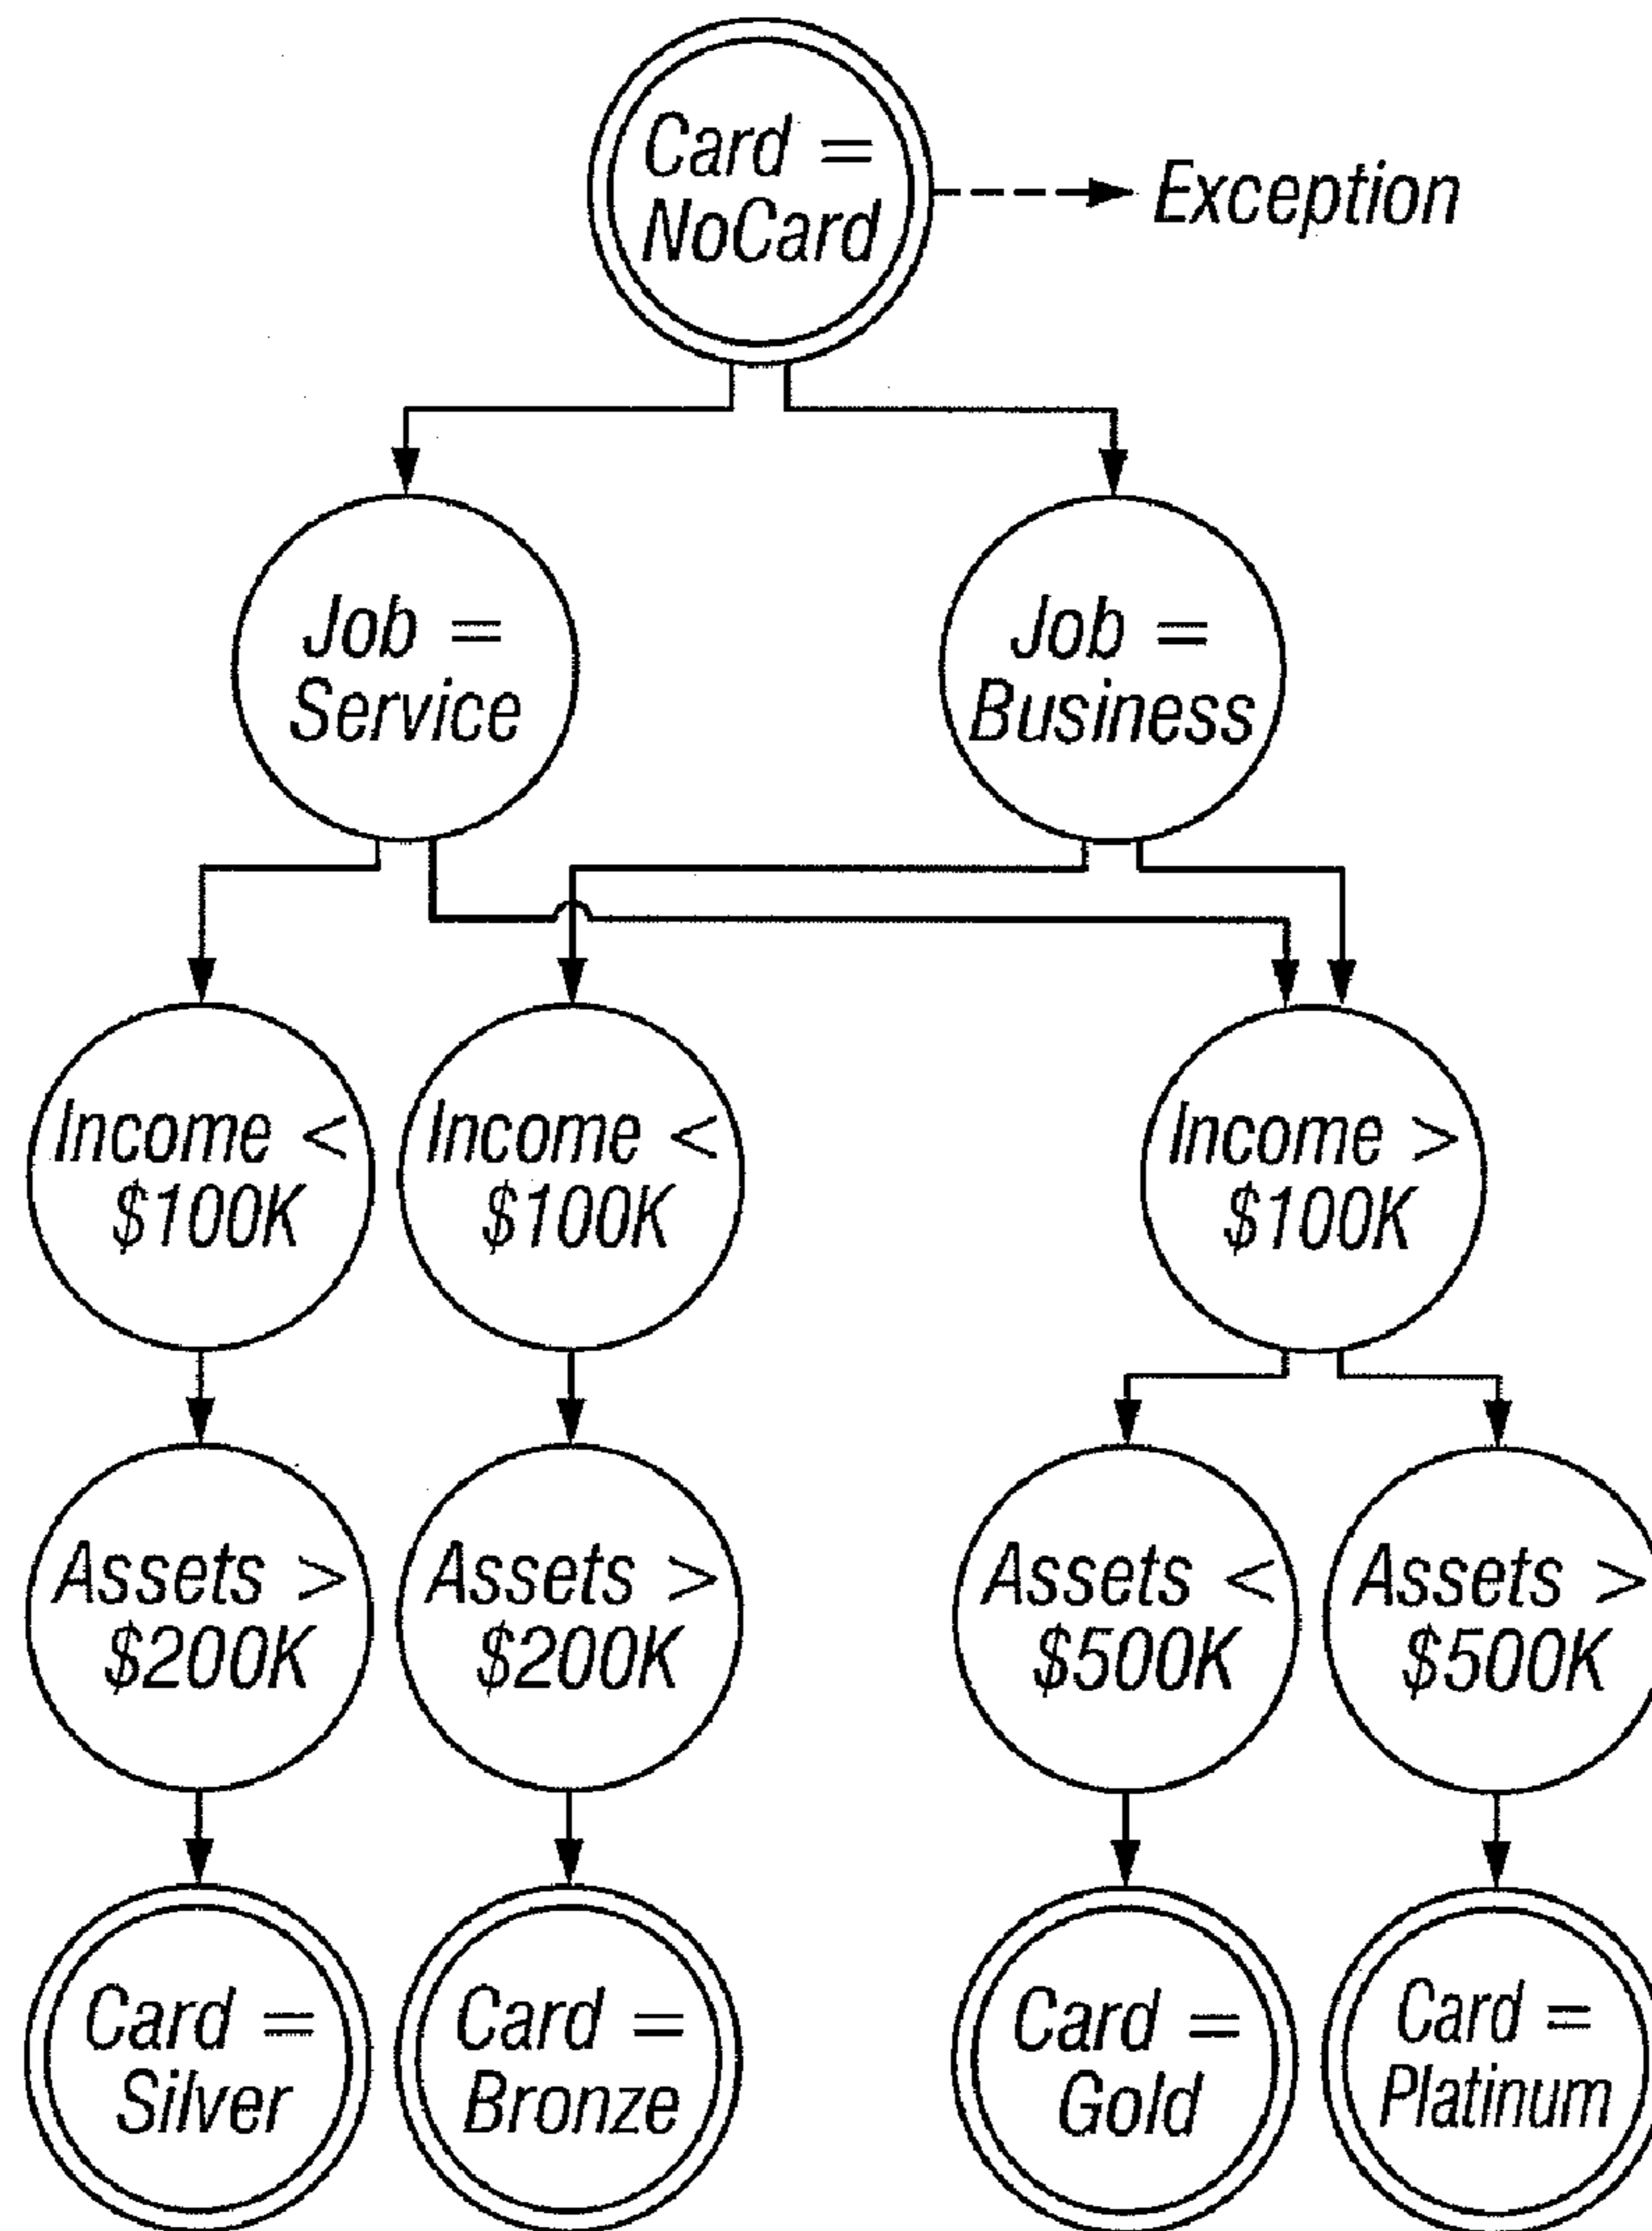 Card =
NoCard
Exception
Job =
Service
Job =
Business
Income <
$100K
Income <
$100K
Income >
$100K
Assets >
$200K
Assets >
$200K
Assets <
$500K
Assets >
$500K
Card =
Silver
Card =
Bronze
Card =
Gold
Card =
Platinum